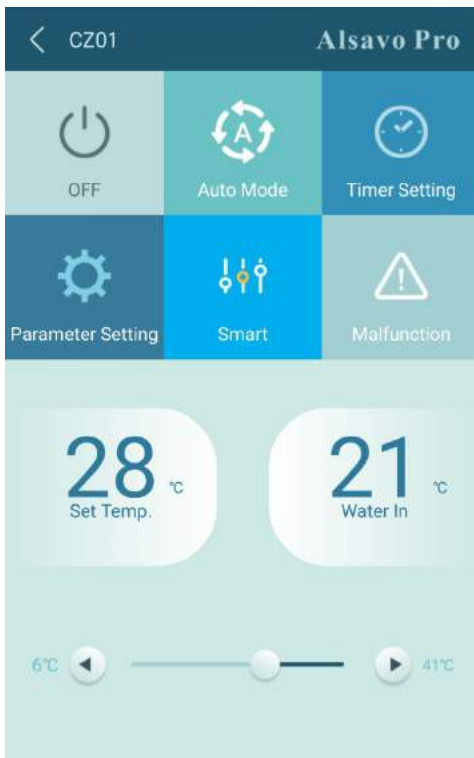 CZ01
Alsavo Pro
OFF
A
Auto Mode
Timer Setting
Parameter Setting
Smart
Malfunction
28 ℃
Set Temp.
21 ℃
Water In
6℃
41℃